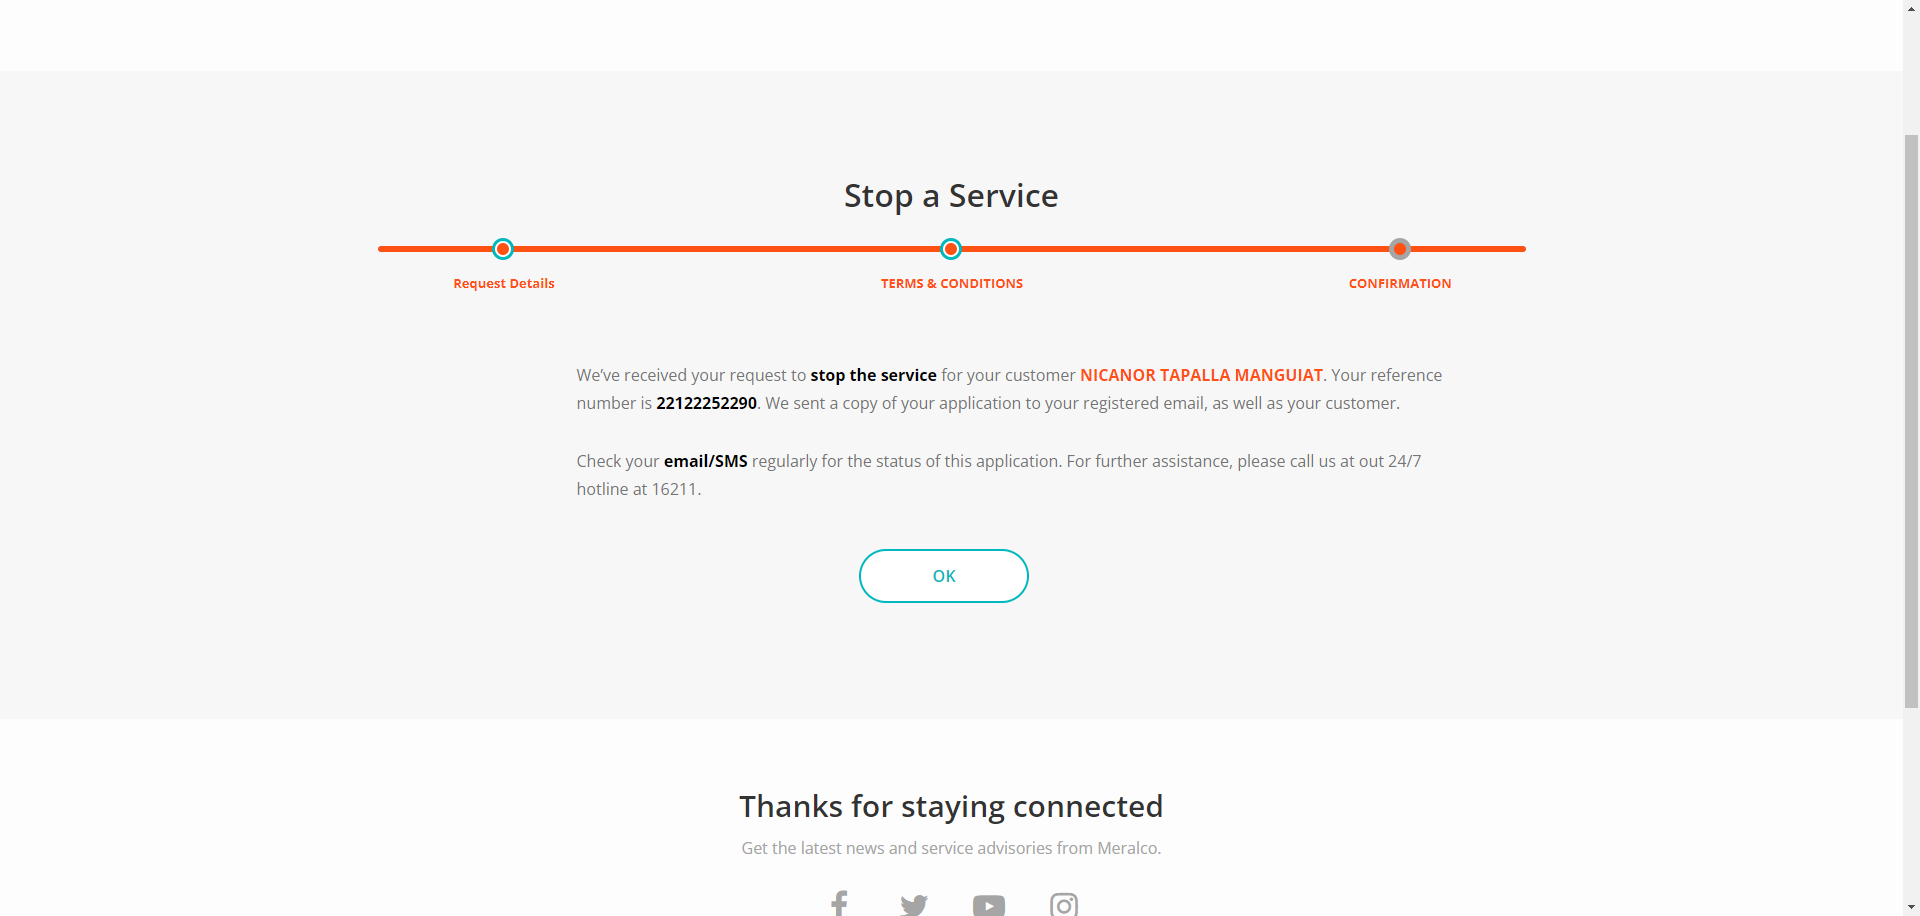 Stop a Service
Request Details
TERMS & CONDITIONS
CONFIRMATION
We've received your request to stop the service for your customer NICANOR TAPALLA MANGUIAT. Your reference
number is 22122252290. We sent a copy of your application to your registered email, as well as your customer.
Check your email/SMS regularly for the status of this application. For further assistance, please call us at out 24/7
hotline at 16211.
OK
Thanks for staying connected
Get the latest news and service advisories from Meralco.